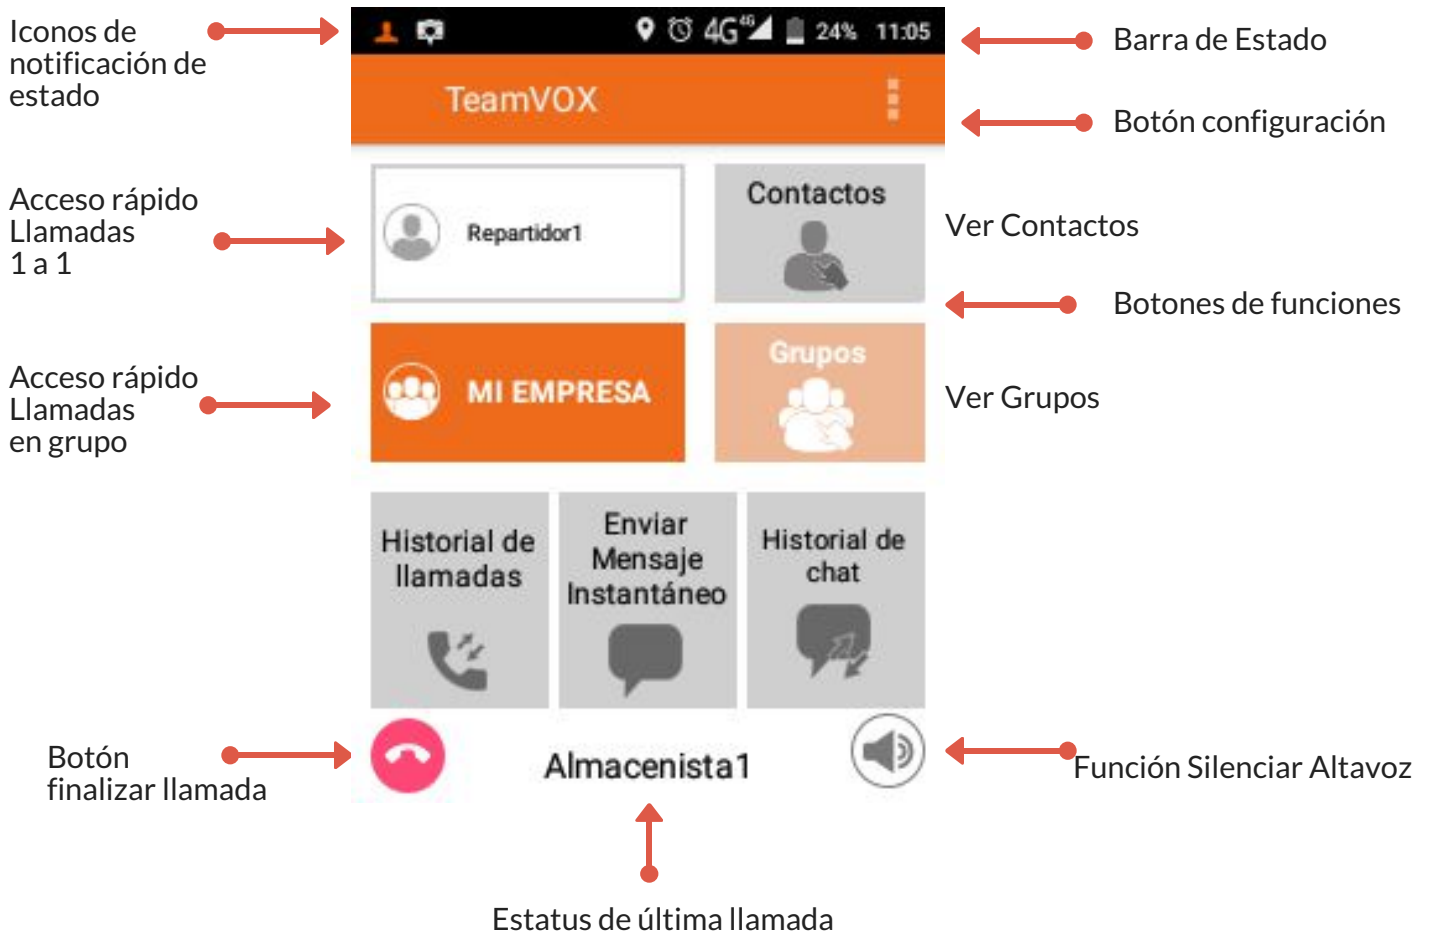 Iconos de
notificación de
estado
4G 4G 24% 11:05
Barra de Estado
TeamVOX
Botón configuración
Acceso rápido
Llamadas
1 a 1
Repartidor1
Contactos
Ver Contactos
Botones de funciones
Acceso rápido
Llamadas
en grupo
MI EMPRESA
Grupos
Ver Grupos
Historial de
llamadas
Enviar
Mensaje
Instantáneo
Historial de
chat
Botón
finalizar llamada
Almacenista1
Función Silenciar Altavoz
Estatus de última llamada